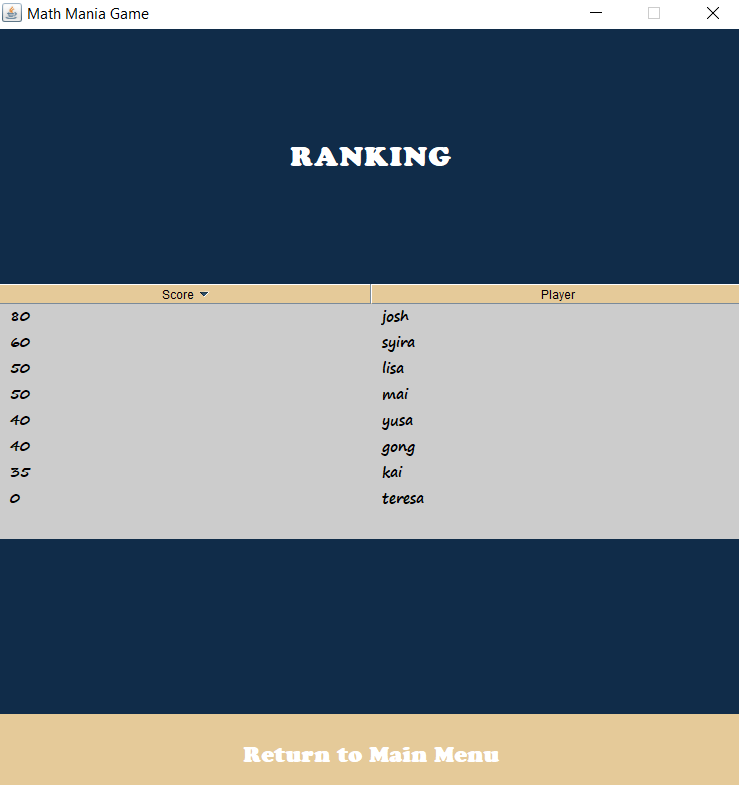 Math Mania Game
RANKING
Score Player
80 josh
60 syira
50 lisa
50 mai
40 yusa
40 gong
35 kai
0 teresa
Return to Main Menu